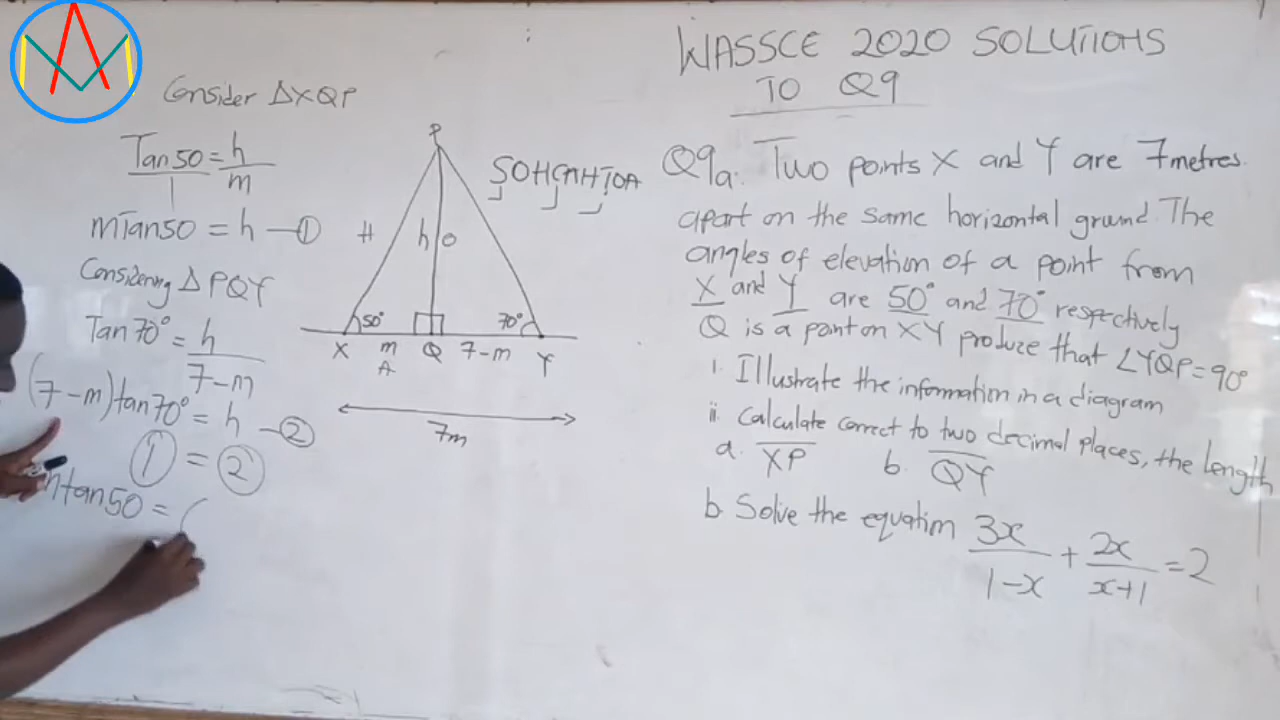 WASSCE 2020 SOLUTIONS
TO Q9
Consider ΔXQP
Tan50 = h/m
mTan50 = h —①
Considering Δ PQY
Tan 70° = h/7-m
(7-m)tan70° = h —②
① = ②
tan50 = (
P
SOHCAHTOA
H
h
O
50°
70°
X m Q 7-m Y
A
7m
Q9a. Two points X and Y are 7metres
apart on the same horizontal ground. The
angles of elevation of a point from
X and Y are 50° and 70° respectively
Q is a point on XY produze that ∠YQP = 90°
i. Illustrate the information in a diagram
ii. Calculate correct to two decimal places, the length
a. XP b. QY
b. Solve the equation 3x/1-x + 2x/x+1 = 2